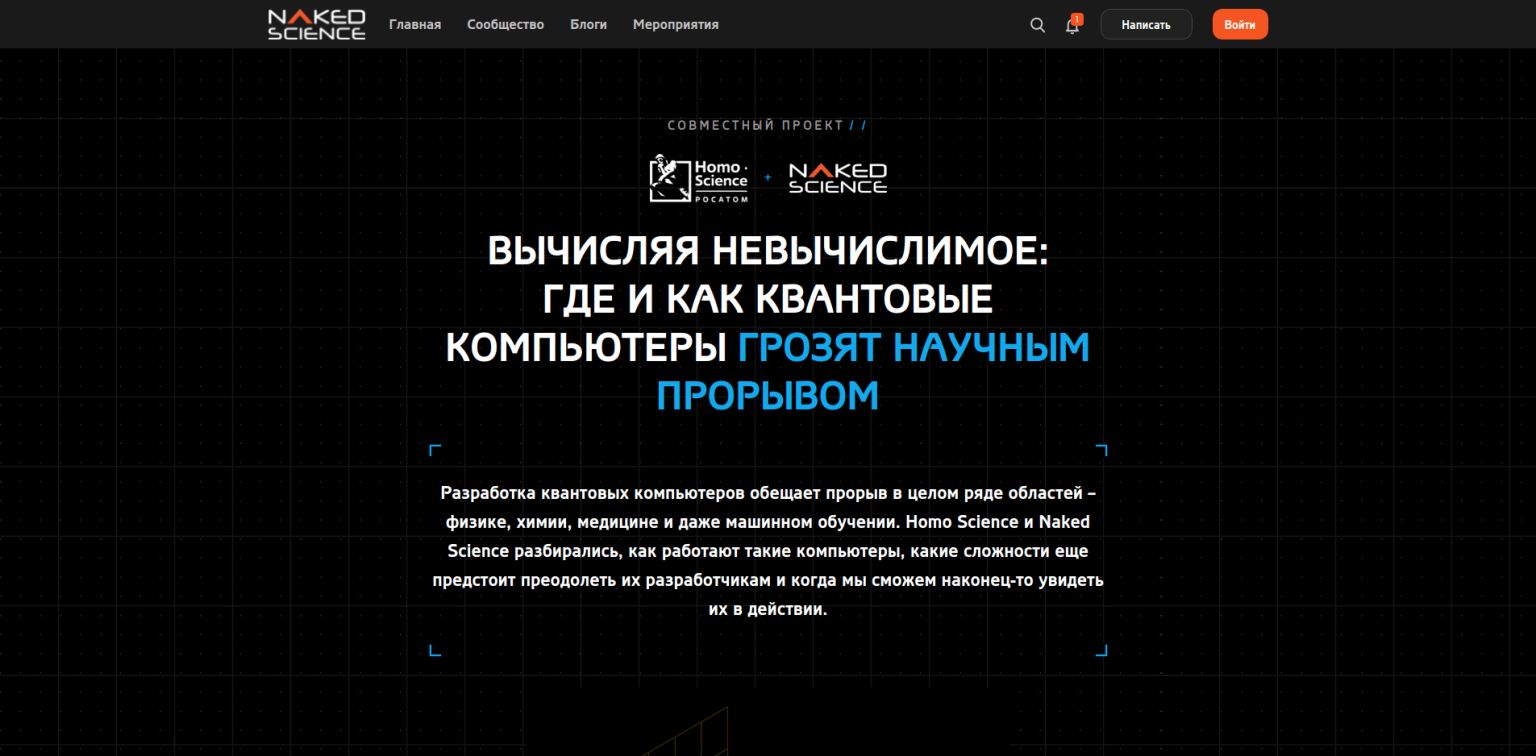 NAKED SCIENCE
Главная Сообщество Блоги Мероприятия
1
Написать
Войти
СОВМЕСТНЫЙ ПРОЕКТ / /
Homo · Science РОСАТОМ + NAKED SCIENCE
ВЫЧИСЛЯЯ НЕВЫЧИСЛИМОЕ:
ГДЕ И КАК КВАНТОВЫЕ
КОМПЬЮТЕРЫ ГРОЗЯТ НАУЧНЫМ
ПРОРЫВОМ
Разработка квантовых компьютеров обещает прорыв в целом ряде областей –
физике, химии, медицине и даже машинном обучении. Homo Science и Naked
Science разбирались, как работают такие компьютеры, какие сложности еще
предстоит преодолеть их разработчикам и когда мы сможем наконец-то увидеть
их в действии.